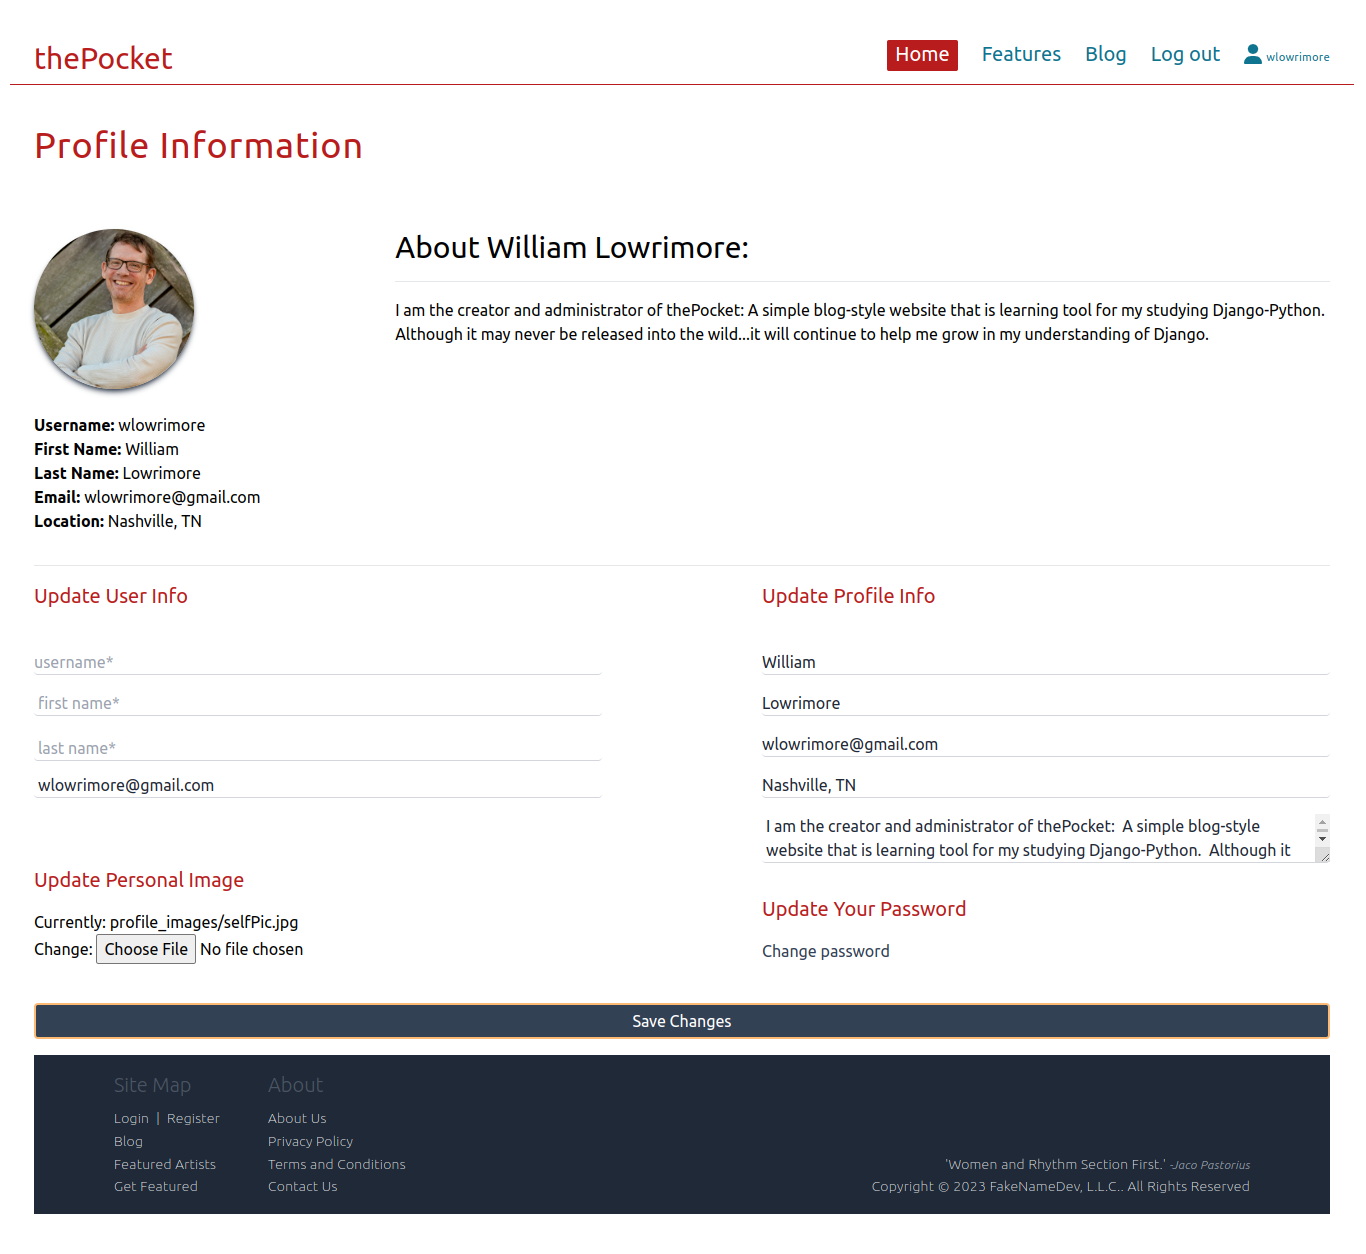 thePocket
Home Features Blog Log out wlowrimore
Profile Information
About William Lowrimore:
I am the creator and administrator of thePocket: A simple blog-style website that is learning tool for my studying Django-Python.
Although it may never be released into the wild...it will continue to help me grow in my understanding of Django.
Username: wlowrimore
First Name: William
Last Name: Lowrimore
Email: wlowrimore@gmail.com
Location: Nashville, TN
Update User Info
username*
first name*
last name*
wlowrimore@gmail.com
Update Personal Image
Currently: profile_images/selfPic.jpg
Change: Choose File No file chosen
Update Profile Info
William
Lowrimore
wlowrimore@gmail.com
Nashville, TN
I am the creator and administrator of thePocket:  A simple blog-style
website that is learning tool for my studying Django-Python.  Although it
Update Your Password
Change password
Save Changes
Site Map
Login | Register
Blog
Featured Artists
Get Featured
About
About Us
Privacy Policy
Terms and Conditions
Contact Us
'Women and Rhythm Section First.' -Jaco Pastorius
Copyright © 2023 FakeNameDev, L.L.C.. All Rights Reserved